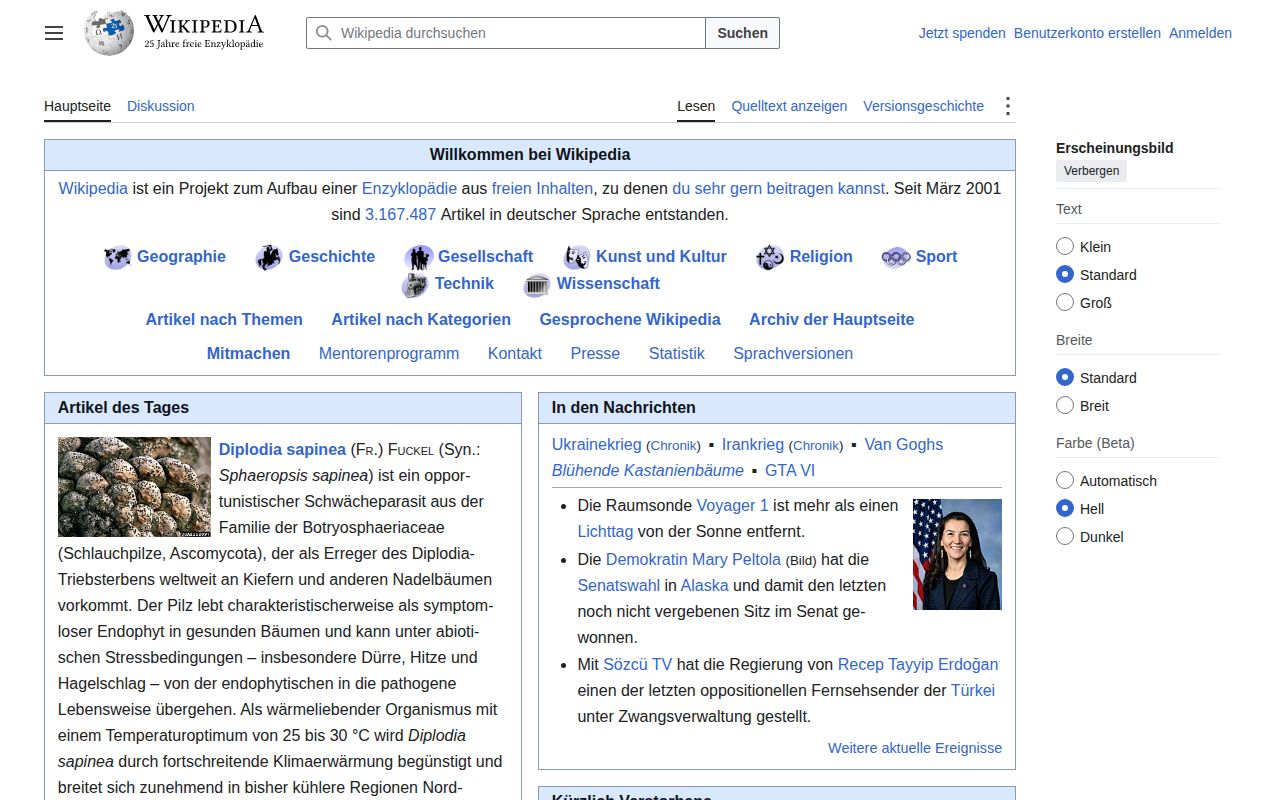 WIKIPEDIA
25 Jahre freie Enzyklopädie
Wikipedia durchsuchen
Suchen
Jetzt spenden Benutzerkonto erstellen Anmelden
Hauptseite Diskussion
Lesen Quelltext anzeigen Versionsgeschichte
Willkommen bei Wikipedia
Wikipedia ist ein Projekt zum Aufbau einer Enzyklopädie aus freien Inhalten, zu denen du sehr gern beitragen kannst. Seit März 2001
sind 3.167.487 Artikel in deutscher Sprache entstanden.
Geographie Geschichte Gesellschaft Kunst und Kultur Religion Sport
Technik Wissenschaft
Artikel nach Themen Artikel nach Kategorien Gesprochene Wikipedia Archiv der Hauptseite
Mitmachen Mentorenprogramm Kontakt Presse Statistik Sprachversionen
Artikel des Tages
Diplodia sapinea (Fr.) Fuckel (Syn.:
Sphaeropsis sapinea) ist ein oppor-
tunistischer Schwächeparasit aus der
Familie der Botryosphaeriaceae
(Schlauchpilze, Ascomycota), der als Erreger des Diplodia-
Triebsterbens weltweit an Kiefern und anderen Nadelbäumen
vorkommt. Der Pilz lebt charakteristischerweise als symptom-
loser Endophyt in gesunden Bäumen und kann unter abioti-
schen Stressbedingungen – insbesondere Dürre, Hitze und
Hagelschlag – von der endophytischen in die pathogene
Lebensweise übergehen. Als wärmeliebender Organismus mit
einem Temperaturoptimum von 25 bis 30 °C wird Diplodia
sapinea durch fortschreitende Klimaerwärmung begünstigt und
breitet sich zunehmend in bisher kühlere Regionen Nord-
In den Nachrichten
Ukrainekrieg (Chronik) ▪ Irankrieg (Chronik) ▪ Van Goghs
Blühende Kastanienbäume ▪ GTA VI
• Die Raumsonde Voyager 1 ist mehr als einen
Lichttag von der Sonne entfernt.
• Die Demokratin Mary Peltola (Bild) hat die
Senatswahl in Alaska und damit den letzten
noch nicht vergebenen Sitz im Senat ge-
wonnen.
• Mit Sözcü TV hat die Regierung von Recep Tayyip Erdoğan
einen der letzten oppositionellen Fernsehsender der Türkei
unter Zwangsverwaltung gestellt.
Weitere aktuelle Ereignisse
Kürzlich Verstorbene
Erscheinungsbild
Verbergen
Text
Klein
Standard
Groß
Breite
Standard
Breit
Farbe (Beta)
Automatisch
Hell
Dunkel